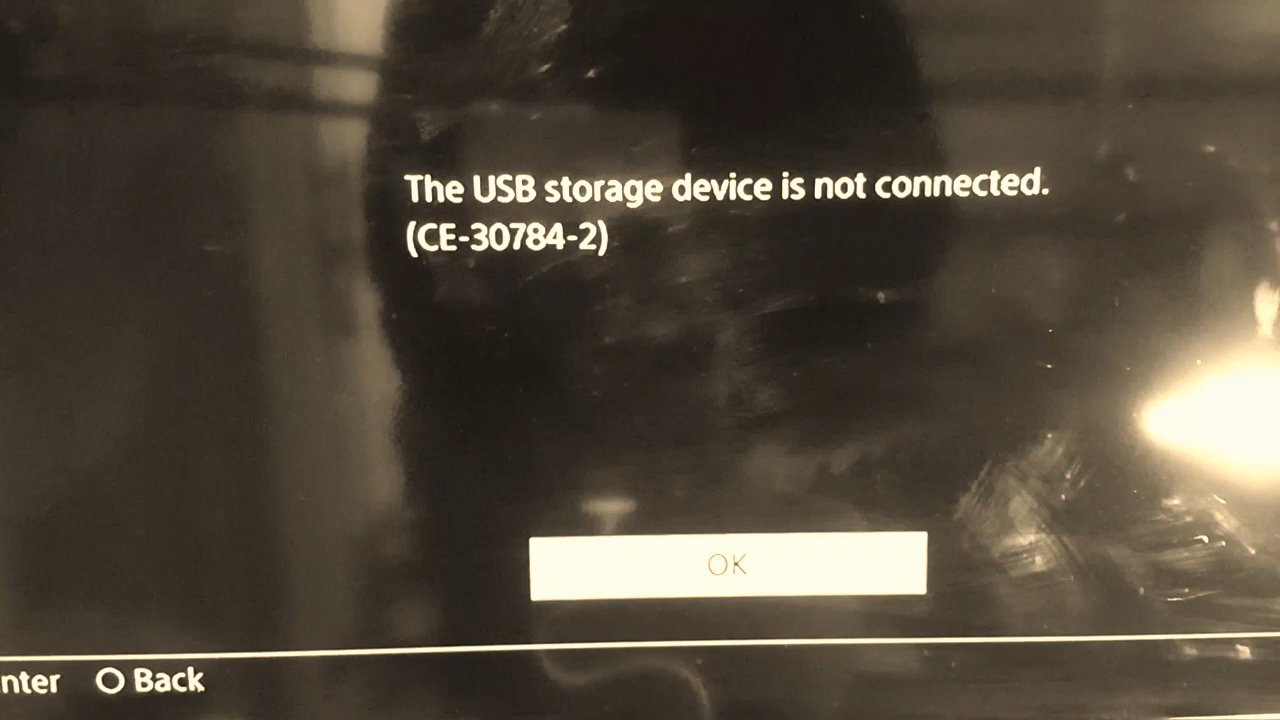 The USB storage device is not connected.
(CE-30784-2)
OK
nter
Back